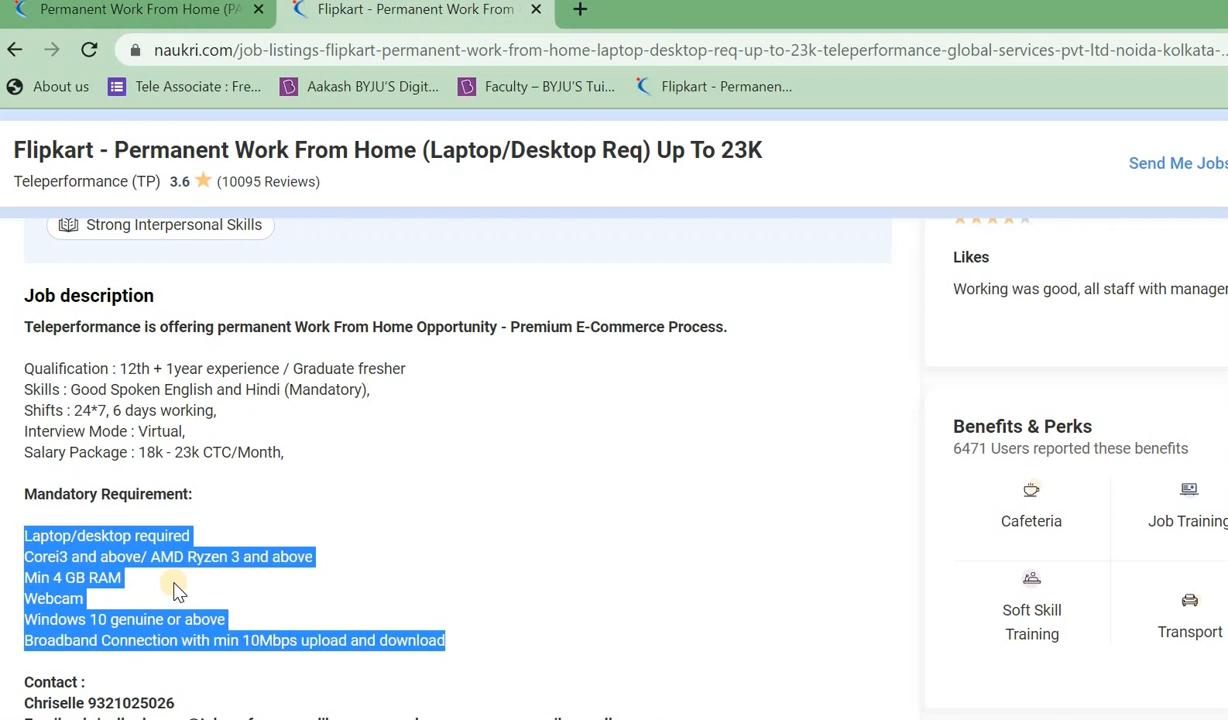 Permanent Work From Home (PA
Flipkart - Permanent Work From
naukri.com/job-listings-flipkart-permanent-work-from-home-laptop-desktop-req-up-to-23k-teleperformance-global-services-pvt-ltd-noida-kolkata-...
About us
Tele Associate : Fre...
Aakash BYJU'S Digit...
Faculty – BYJU'S Tui...
Flipkart - Permanen...
Flipkart - Permanent Work From Home (Laptop/Desktop Req) Up To 23K
Send Me Jobs
Teleperformance (TP) 3.6 (10095 Reviews)
Strong Interpersonal Skills
Job description
Teleperformance is offering permanent Work From Home Opportunity - Premium E-Commerce Process.
Qualification : 12th + 1year experience / Graduate fresher
Skills : Good Spoken English and Hindi (Mandatory),
Shifts : 24*7, 6 days working,
Interview Mode : Virtual,
Salary Package : 18k - 23k CTC/Month,
Mandatory Requirement:
Laptop/desktop required
Corei3 and above/ AMD Ryzen 3 and above
Min 4 GB RAM
Webcam
Windows 10 genuine or above
Broadband Connection with min 10Mbps upload and download
Contact :
Chriselle 9321025026
Likes
Working was good, all staff with manager
Benefits & Perks
6471 Users reported these benefits
Cafeteria
Job Training
Soft Skill
Training
Transport